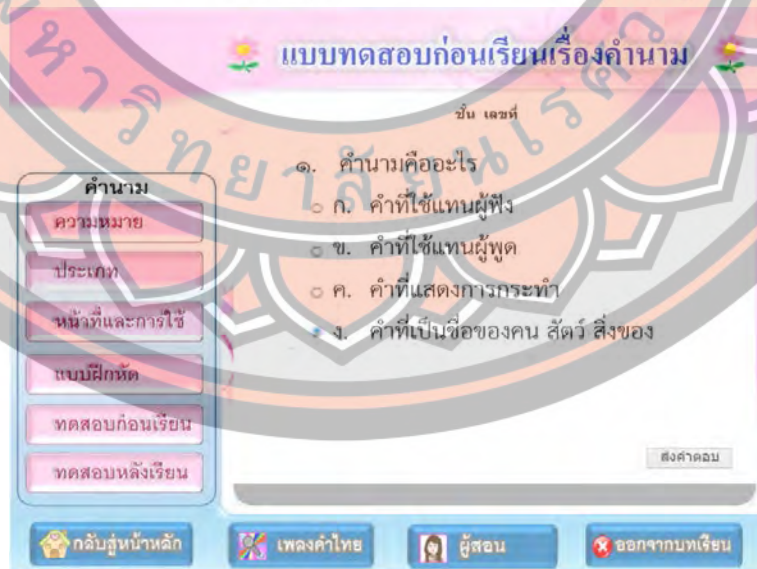 แบบทดสอบก่อนเรียนเรื่องคำนาม
ชั้น เลขที่
๑. คำนามคืออะไร
ก. คำที่ใช้แทนผู้ฟัง
ข. คำที่ใช้แทนผู้พูด
ค. คำที่แสดงการกระทำ
ง. คำที่เป็นชื่อของคน สัตว์ สิ่งของ
ส่งคำตอบ
คำนาม
ความหมาย
ประเภท
หน้าที่และการใช้
แบบฝึกหัด
ทดสอบก่อนเรียน
ทดสอบหลังเรียน
กลับสู่หน้าหลัก
เพลงคำไทย
ผู้สอน
ออกจากบทเรียน